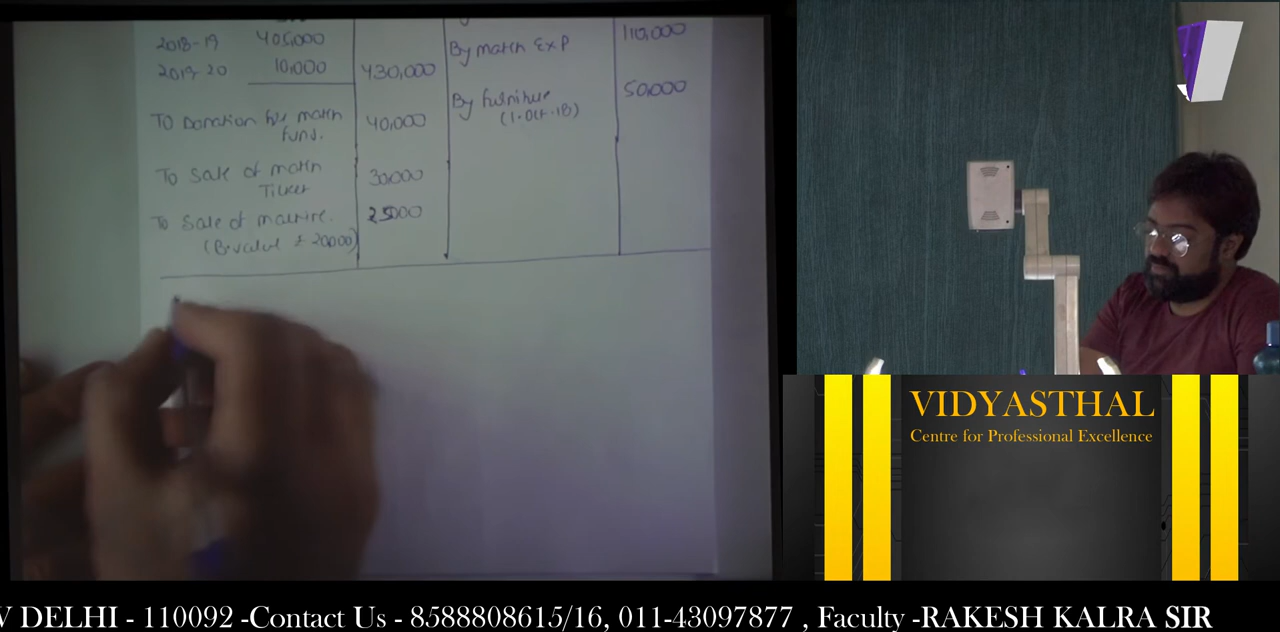 2018-19 405,000
2019-20 10,000 430,000
To Donation for match fund. 40,000
To Sale of match Ticket 30,000
To Sale of machine. 25000
(B. value ₹ 20000)
By match Exp 110,000
By furniture 50,000
(1.Oct.18)
VIDYASTHAL
Centre for Professional Excellence
DELHI - 110092 -Contact Us - 8588808615/16, 011-43097877 , Faculty -RAKESH KALRA SIR